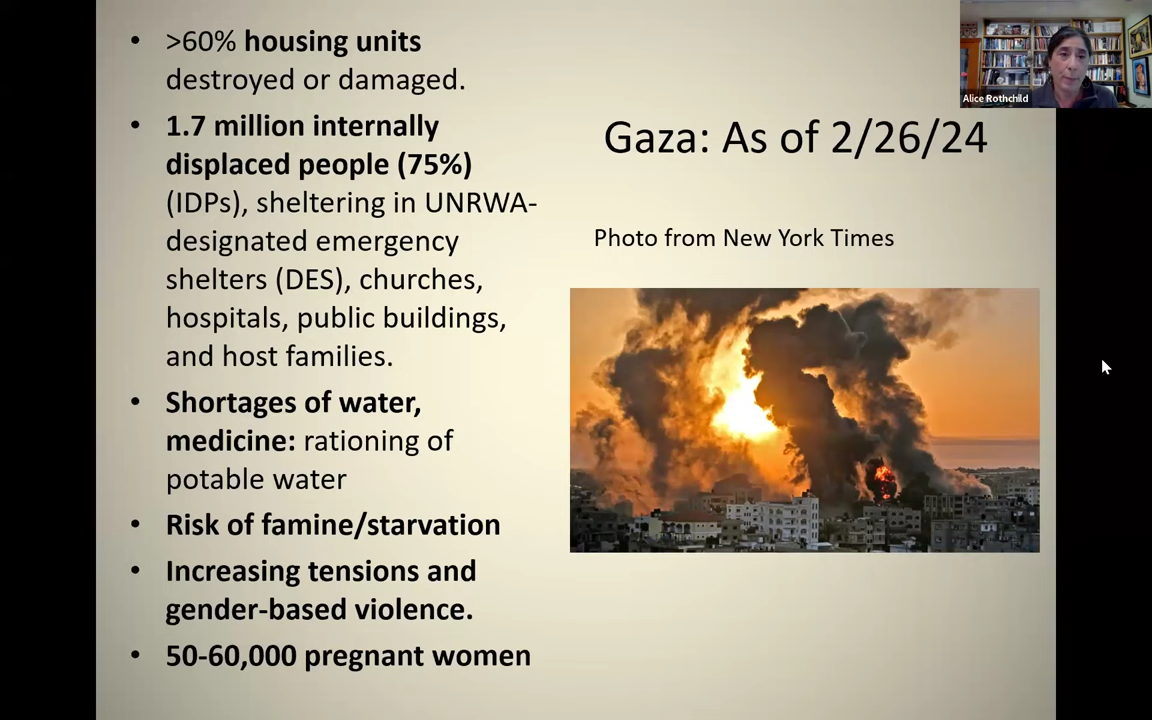 • >60% housing units
destroyed or damaged.
• 1.7 million internally
displaced people (75%)
(IDPs), sheltering in UNRWA-
designated emergency
shelters (DES), churches,
hospitals, public buildings,
and host families.
• Shortages of water,
medicine: rationing of
potable water
• Risk of famine/starvation
• Increasing tensions and
gender-based violence.
• 50-60,000 pregnant women
Alice Rothchild
Gaza: As of 2/26/24
Photo from New York Times